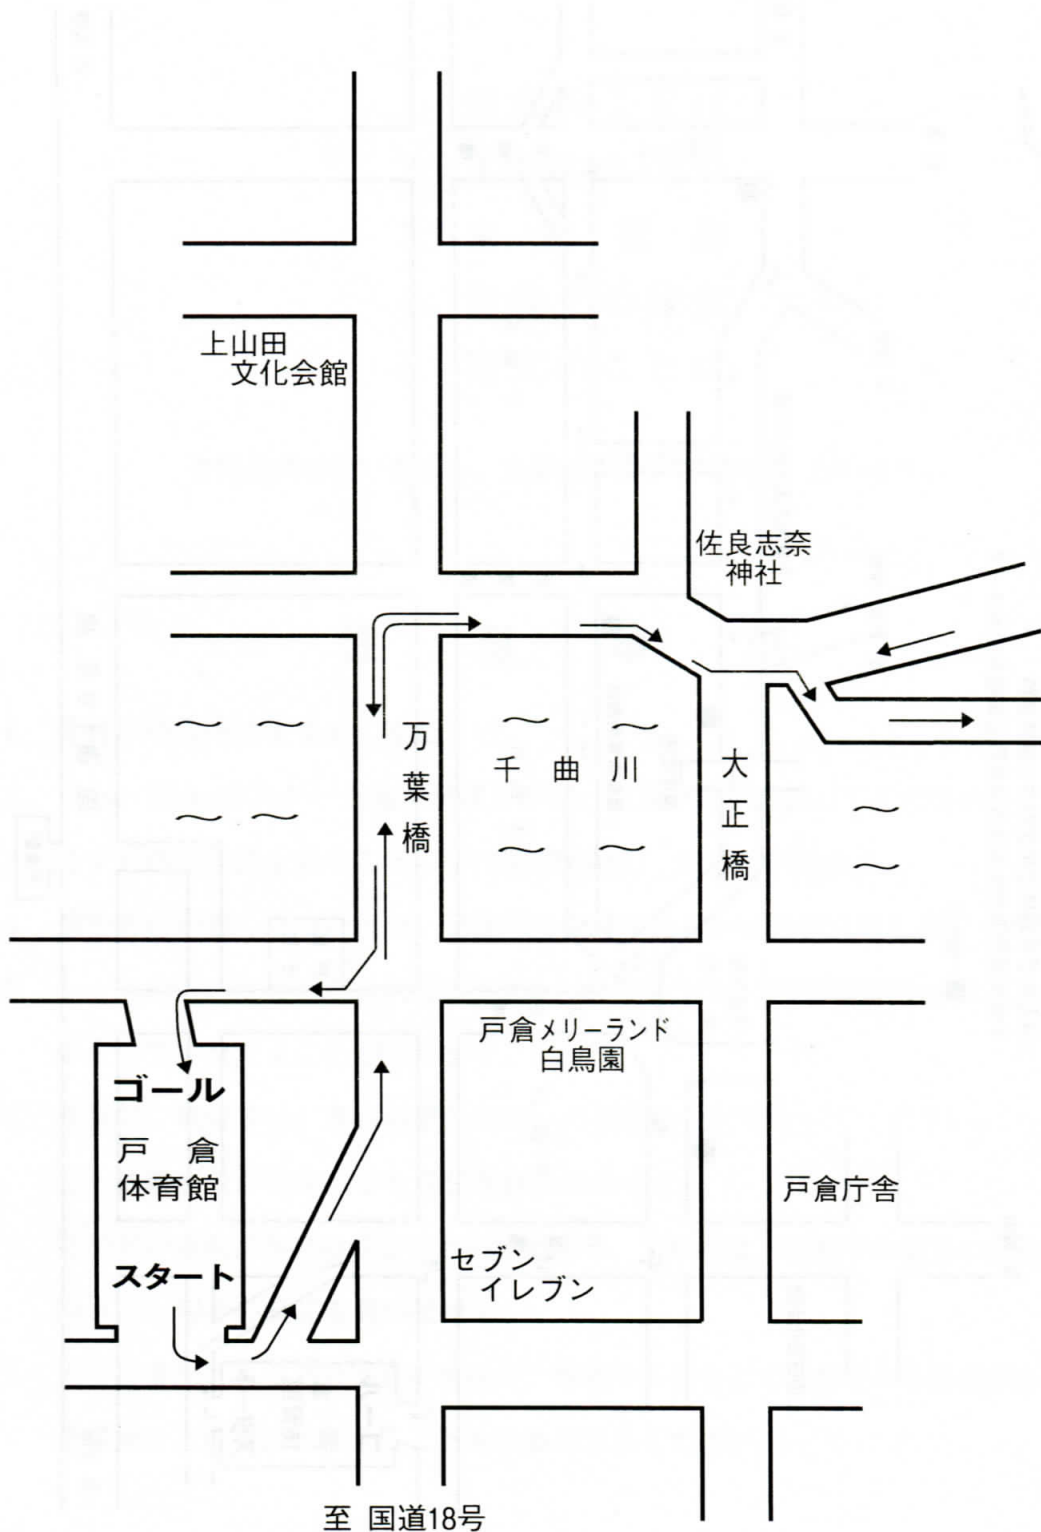 上山田
文化会館
佐良志奈
神社
万葉橋
千曲川
大正橋
戸倉メリーランド
白鳥園
ゴール
戸倉
体育館
戸倉庁舎
セブン
イレブン
スタート
至 国道18号